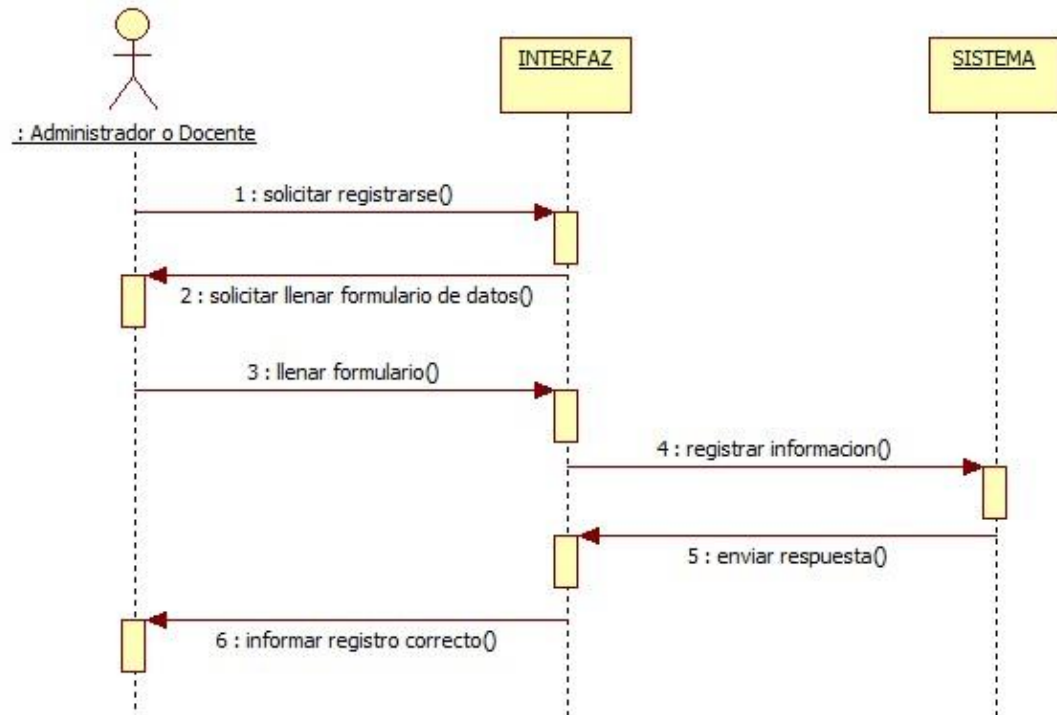 INTERFAZ
SISTEMA
: Administrador o Docente
1 : solicitar registrarse()
2 : solicitar llenar formulario de datos()
3 : llenar formulario()
4 : registrar informacion()
5 : enviar respuesta()
6 : informar registro correcto()